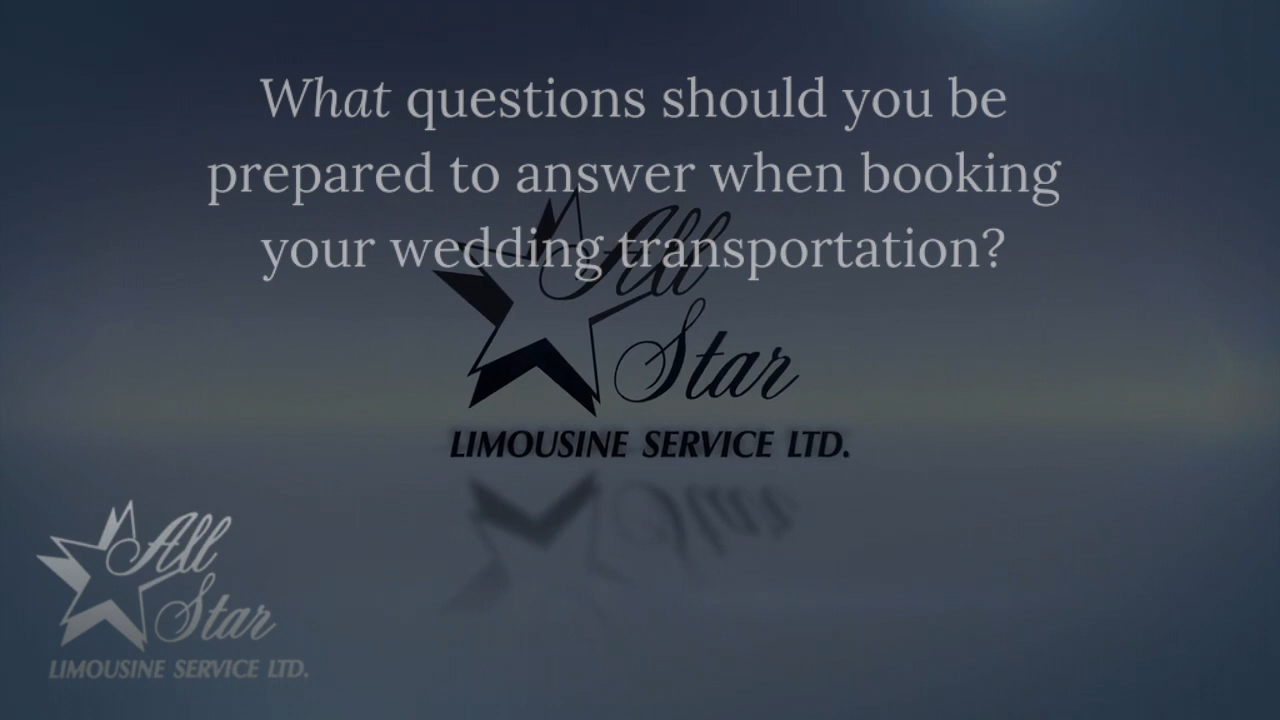 What questions should you be
prepared to answer when booking
your wedding transportation?
All
Star
LIMOUSINE SERVICE LTD.
All
Star
LIMOUSINE SERVICE LTD.